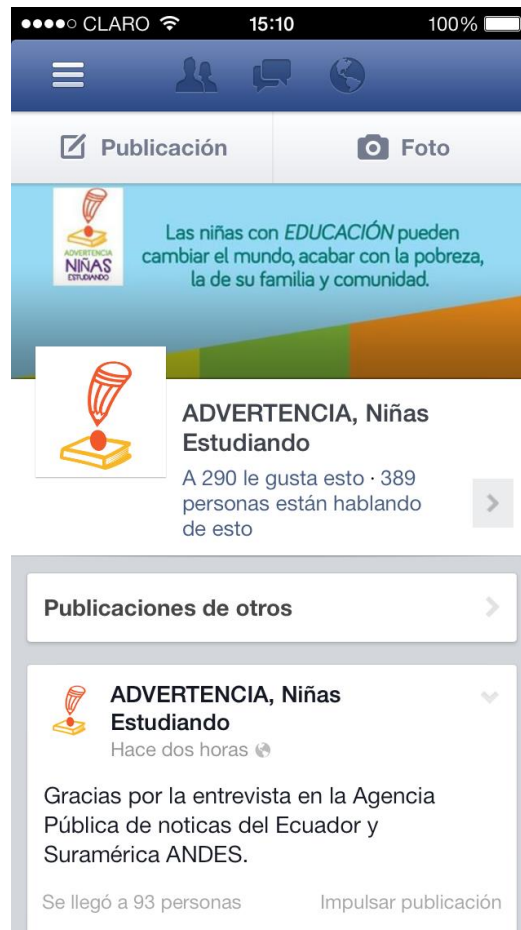 CLARO 15:10 100%
Publicación Foto
ADVERTENCIA
NIÑAS
ESTUDIANDO
Las niñas con EDUCACIÓN pueden
cambiar el mundo, acabar con la pobreza,
la de su familia y comunidad.
ADVERTENCIA, Niñas
Estudiando
A 290 le gusta esto · 389
personas están hablando
de esto
Publicaciones de otros
ADVERTENCIA, Niñas
Estudiando
Hace dos horas
Gracias por la entrevista en la Agencia
Pública de noticas del Ecuador y
Suramérica ANDES.
Se llegó a 93 personas Impulsar publicación